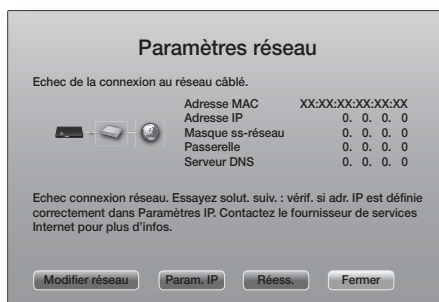 Paramètres réseau
Echec de la connexion au réseau câblé.
Adresse MAC XX:XX:XX:XX:XX:XX
Adresse IP 0. 0. 0. 0
Masque ss-réseau 0. 0. 0. 0
Passerelle 0. 0. 0. 0
Serveur DNS 0. 0. 0. 0
Echec connexion réseau. Essayez solut. suiv. : vérif. si adr. IP est définie
correctement dans Paramètres IP. Contactez le fournisseur de services
Internet pour plus d'infos.
Modifier réseau Param. IP Réess. Fermer